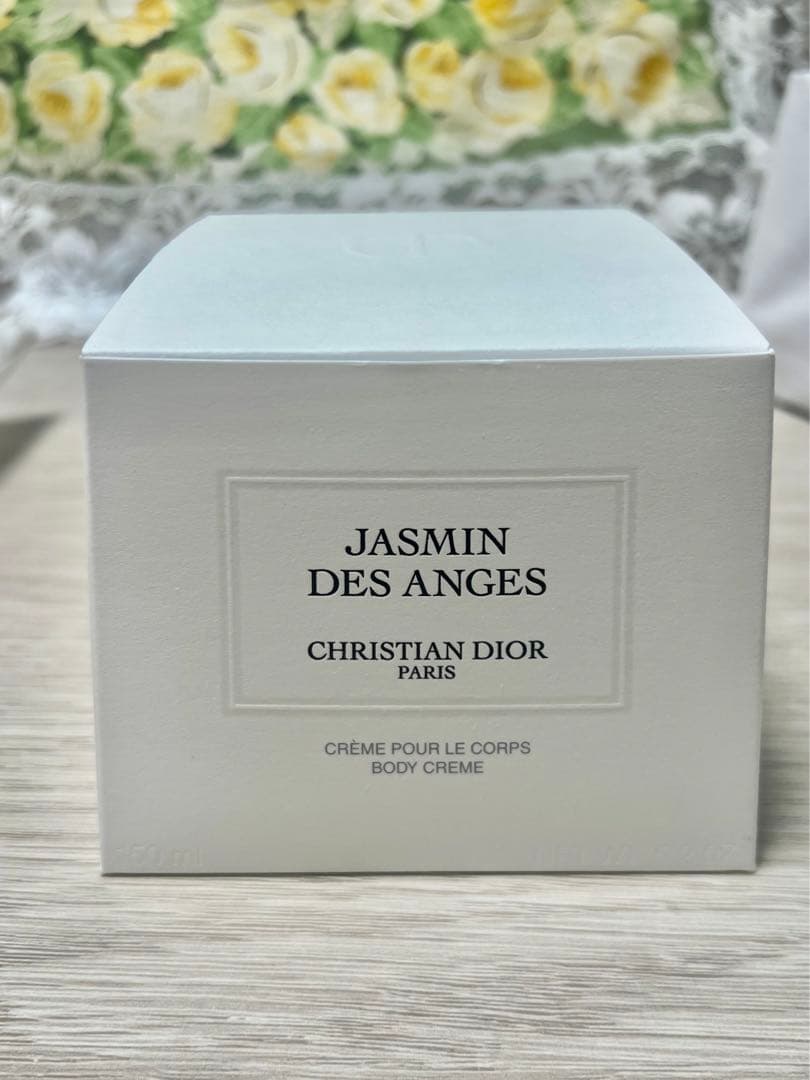 JASMIN
DES ANGES
CHRISTIAN DIOR
PARIS
CRÈME POUR LE CORPS
BODY CREME